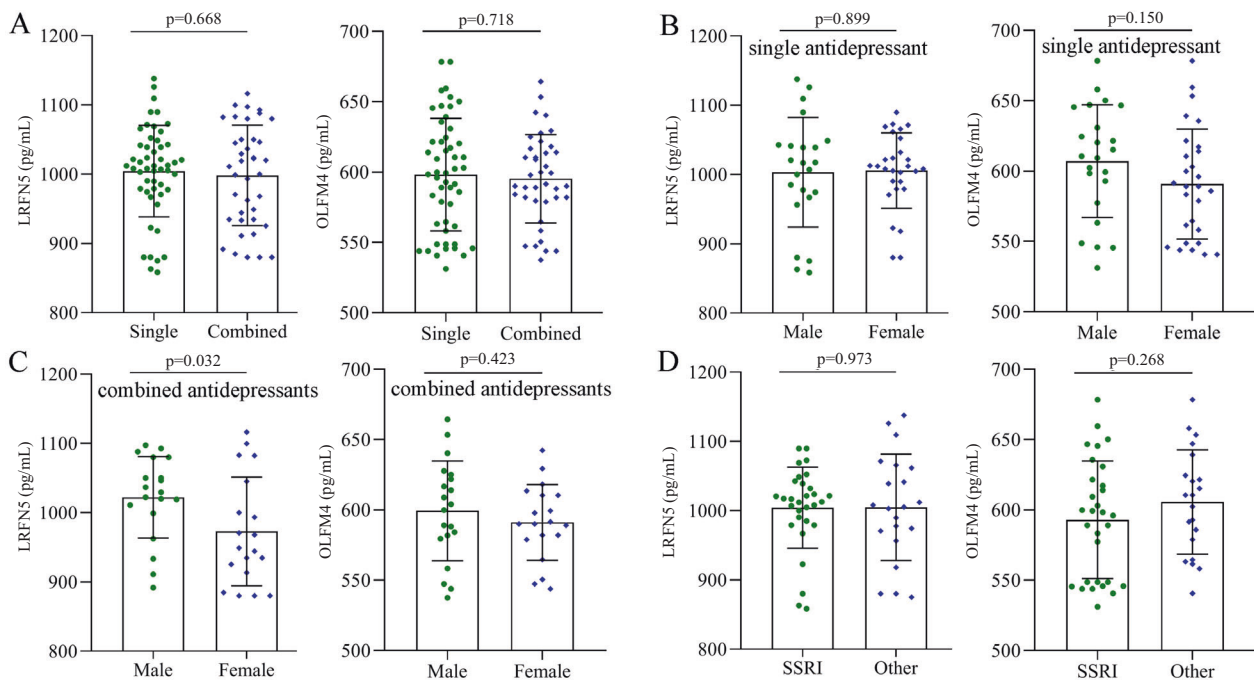 A
p=0.668
LRFN5 (pg/mL)
1200
1100
1000
900
800
Single
Combined
p=0.718
OLFM4 (pg/mL)
700
650
600
550
500
Single
Combined
B
p=0.899
single antidepressant
LRFN5 (pg/mL)
1200
1100
1000
900
800
Male
Female
p=0.150
single antidepressant
OLFM4 (pg/mL)
700
650
600
550
500
Male
Female
C
p=0.032
combined antidepressants
LRFN5 (pg/mL)
1200
1100
1000
900
800
Male
Female
p=0.423
combined antidepressants
OLFM4 (pg/mL)
700
650
600
550
500
Male
Female
D
p=0.973
LRFN5 (pg/mL)
1200
1100
1000
900
800
SSRI
Other
p=0.268
OLFM4 (pg/mL)
700
650
600
550
500
SSRI
Other